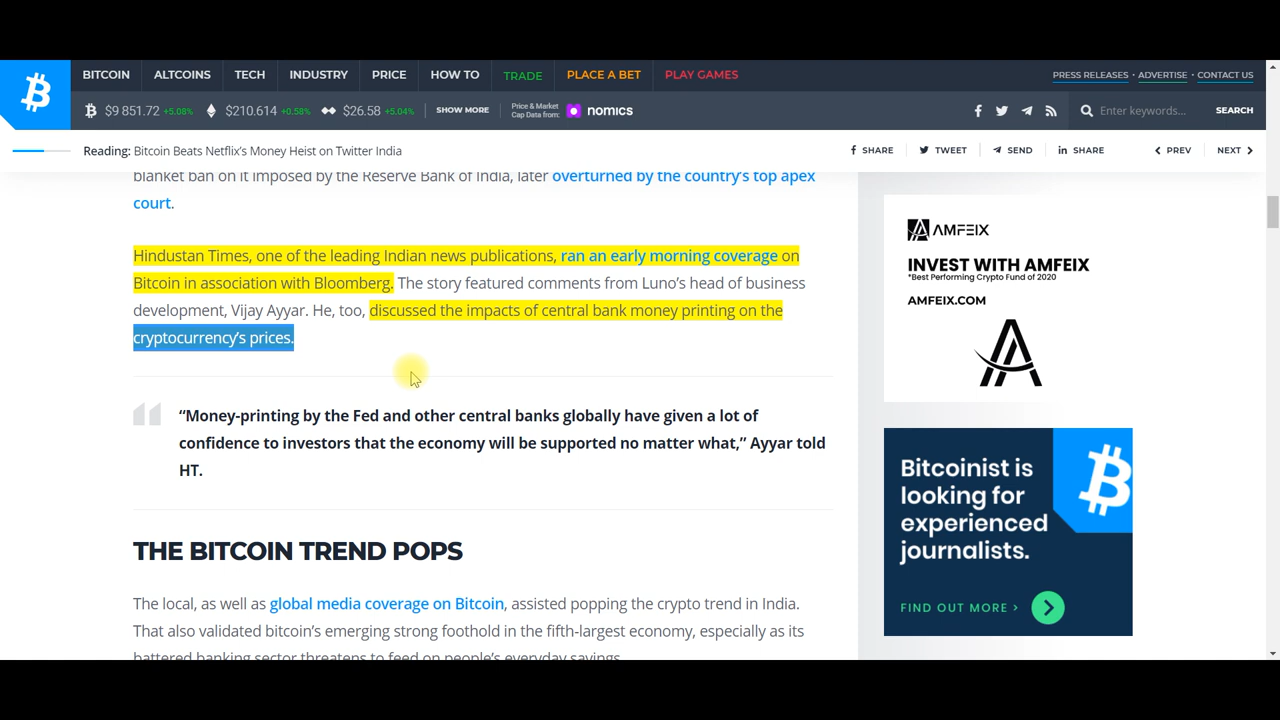 BITCOIN ALTCOINS TECH INDUSTRY PRICE HOW TO TRADE PLACE A BET PLAY GAMES PRESS RELEASES • ADVERTISE • CONTACT US
$9 851.72 +5.08% $210.614 +0.58% $26.58 +5.04% SHOW MORE Price & Market Cap Data from: nomics Enter keywords... SEARCH
Reading: Bitcoin Beats Netflix's Money Heist on Twitter India SHARE TWEET SEND SHARE PREV NEXT
blanket ban on it imposed by the Reserve Bank of India, later overturned by the country's top apex
court.
Hindustan Times, one of the leading Indian news publications, ran an early morning coverage on
Bitcoin in association with Bloomberg. The story featured comments from Luno's head of business
development, Vijay Ayyar. He, too, discussed the impacts of central bank money printing on the
cryptocurrency's prices.
“Money-printing by the Fed and other central banks globally have given a lot of
confidence to investors that the economy will be supported no matter what,” Ayyar told
HT.
THE BITCOIN TREND POPS
The local, as well as global media coverage on Bitcoin, assisted popping the crypto trend in India.
That also validated bitcoin's emerging strong foothold in the fifth-largest economy, especially as its
battered banking sector threatens to feed on people's everyday savings.
AMFEIX
INVEST WITH AMFEIX
*Best Performing Crypto Fund of 2020
AMFEIX.COM
Bitcoinist is
looking for
experienced
journalists.
FIND OUT MORE >